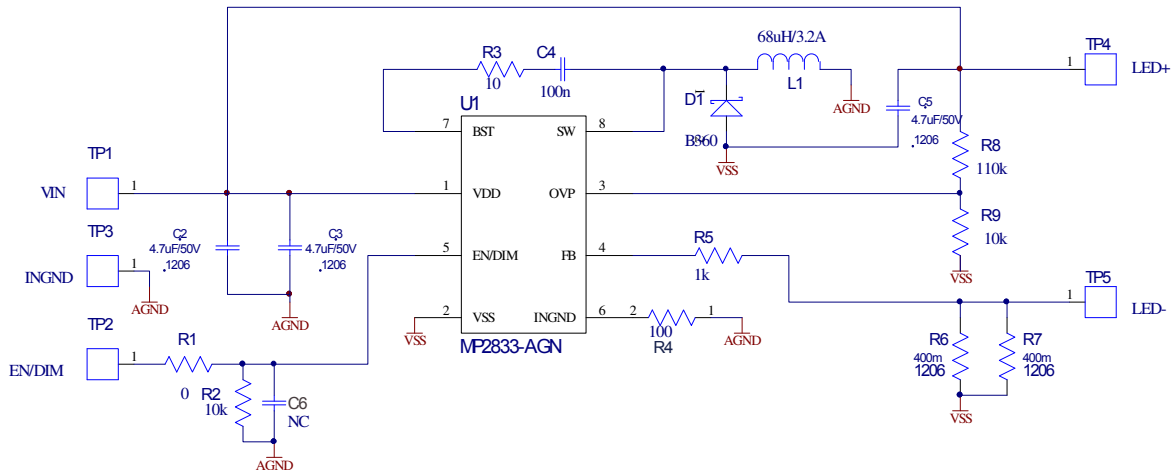 68uH/3.2A
L1
AGND
TP4
1
LED+
R3
10
C4
100n
D1
B360
VSS
C5
4.7uF/50V
.1206
U1
7 BST
SW 8
1 VDD
OVP 3
5 EN/DIM
FB 4
2 VSS
INGND 6
MP2833-AGN
R8
110k
R9
10k
VSS
TP1
VIN
1
TP3
INGND
1
AGND
C2
4.7uF/50V
.1206
C3
4.7uF/50V
.1206
AGND
VSS
R5
1k
2
1
100
R4
AGND
TP5
1
LED-
R6
400m
1206
R7
400m
1206
VSS
TP2
EN/DIM
1
R1
0
R2
10k
C6
NC
AGND